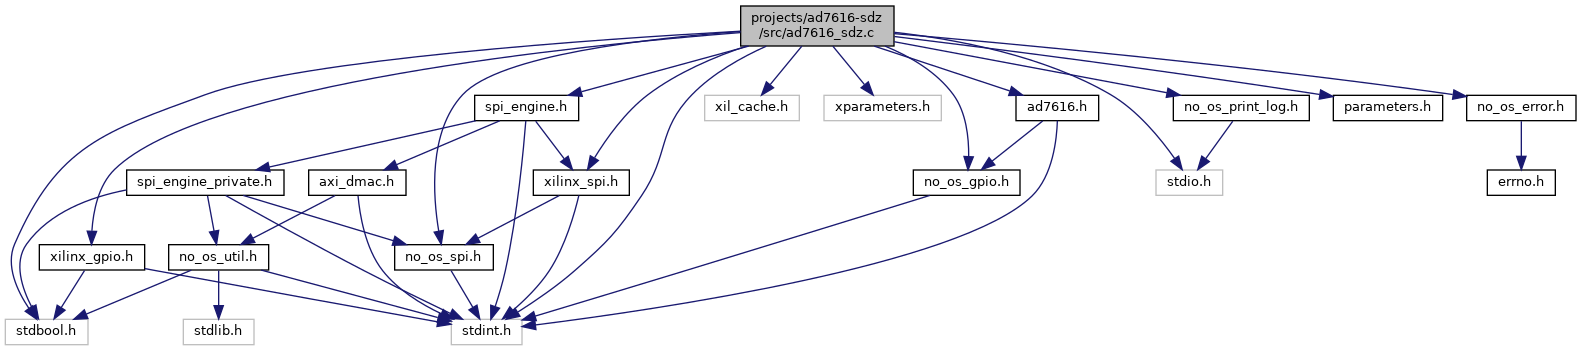 projects/ad7616-sdz
/src/ad7616_sdz.c
spi_engine.h
xil_cache.h
xparameters.h
ad7616.h
no_os_print_log.h
parameters.h
no_os_error.h
spi_engine_private.h
axi_dmac.h
xilinx_spi.h
no_os_gpio.h
stdio.h
errno.h
xilinx_gpio.h
no_os_util.h
no_os_spi.h
stdbool.h
stdlib.h
stdint.h